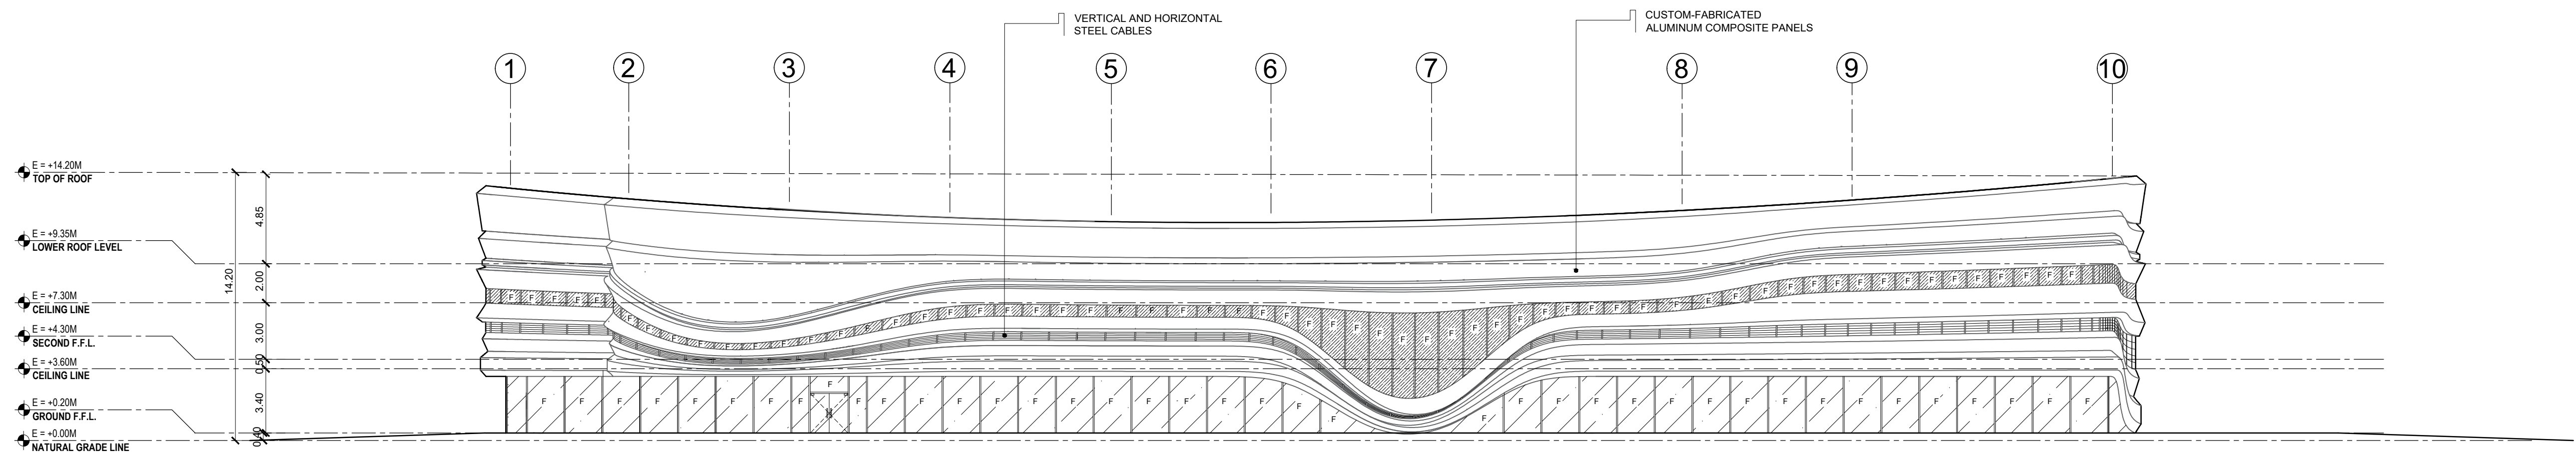 VERTICAL AND HORIZONTAL
STEEL CABLES
CUSTOM-FABRICATED
ALUMINUM COMPOSITE PANELS
1 2 3 4 5 6 7 8 9 10
E = +14.20M
TOP OF ROOF
E = +9.35M
LOWER ROOF LEVEL
E = +7.30M
CEILING LINE
E = +4.30M
SECOND F.F.L.
E = +3.60M
CEILING LINE
E = +0.20M
GROUND F.F.L.
E = +0.00M
NATURAL GRADE LINE
14.20
4.85
2.00
3.00
0.50
3.40
0.40
F F F F F
F F F F F F F F F F F F F F F F F F F F F F F F F F F F F F F F F F F F F F F F F F F F F F F F
F
F F F F F F F F F F F F F F F F F F F F F F F F F F F F F F F F F F F F